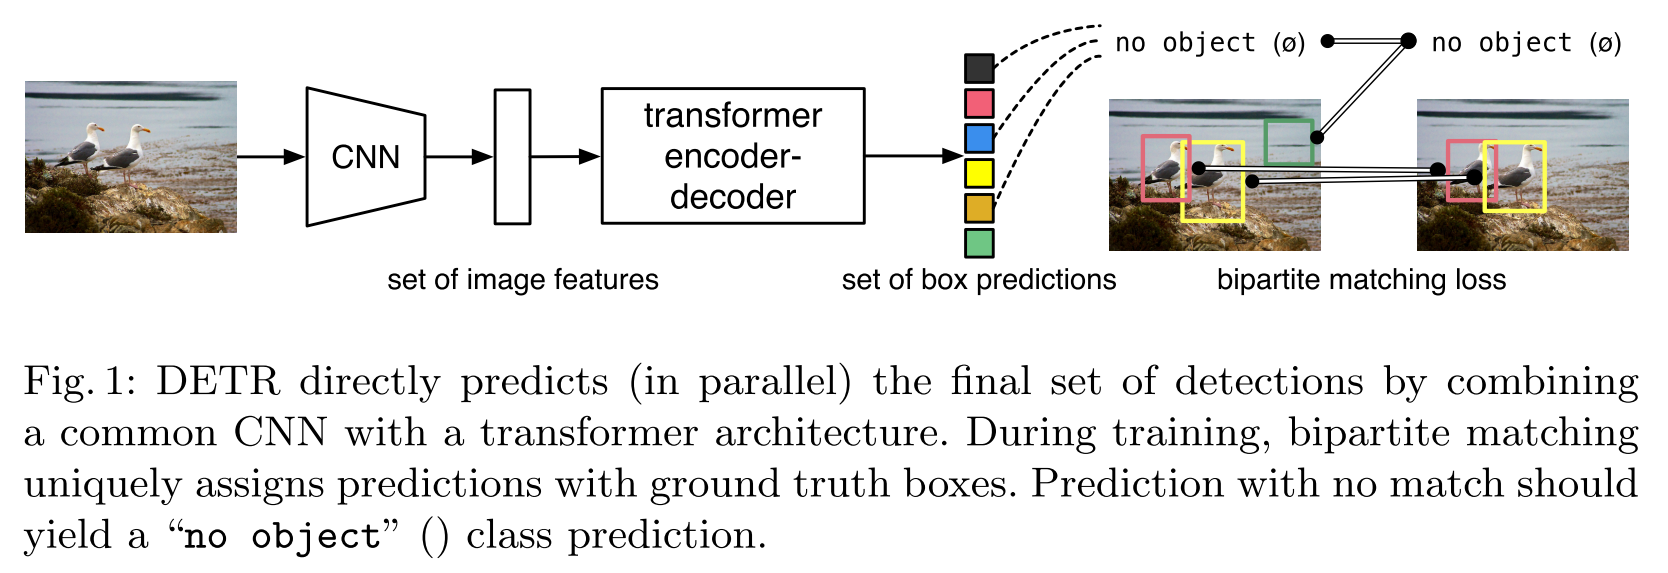 no object (ø) no object (ø)
CNN
transformer
encoder-
decoder
set of image features
set of box predictions
bipartite matching loss
Fig. 1: DETR directly predicts (in parallel) the final set of detections by combining
a common CNN with a transformer architecture. During training, bipartite matching
uniquely assigns predictions with ground truth boxes. Prediction with no match should
yield a “no object” () class prediction.